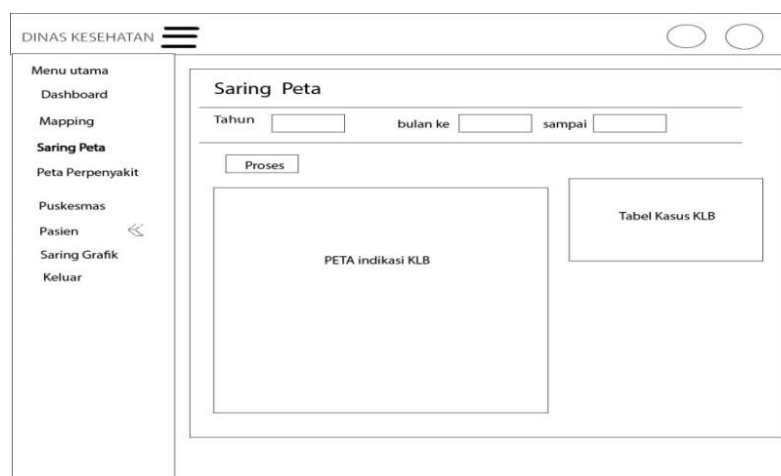 DINAS KESEHATAN
Menu utama
Dashboard
Mapping
Saring Peta
Peta Perpenyakit
Puskesmas
Pasien
Saring Grafik
Keluar
Saring Peta
Tahun bulan ke sampai
Proses
PETA indikasi KLB
Tabel Kasus KLB